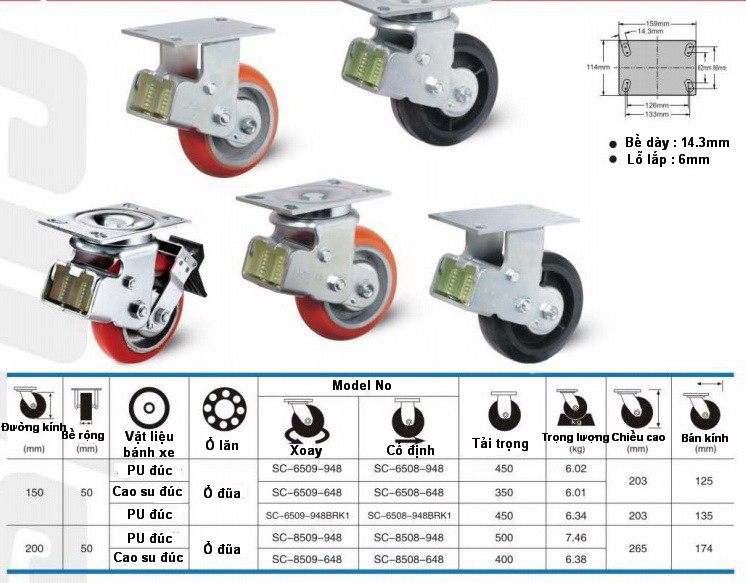 159mm
14.3mm
114mm
62mm 86mm
126mm
133mm
• Bề dày : 14.3mm
• Lỗ lắp : 6mm
Model No
Đường kính (mm)
Bề rộng (mm)
Vật liệu bánh xe
Ổ lăn
Xoay
Cố định
Tải trọng
kg
Trọng lượng (kg)
Chiều cao (mm)
Bán kính (mm)
150 50 PU đúc Ổ đũa SC-6509-948 SC-6508-948 450 6.02 203 125
Cao su đúc SC-6509-648 SC-6508-648 350 6.01
PU đúc SC-6509-948BRK1 SC-6508-948BRK1 450 6.34 203 135
200 50 PU đúc Ổ đũa SC-8509-948 SC-8508-948 500 7.46 265 174
Cao su đúc SC-8509-648 SC-8508-648 400 6.38